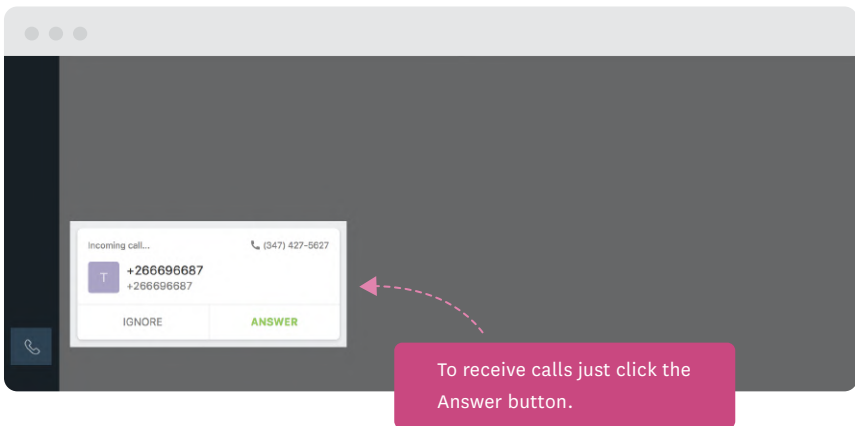 Incoming call... (347) 427-5627
T
+266696687
+266696687
IGNORE ANSWER
To receive calls just click the
Answer button.